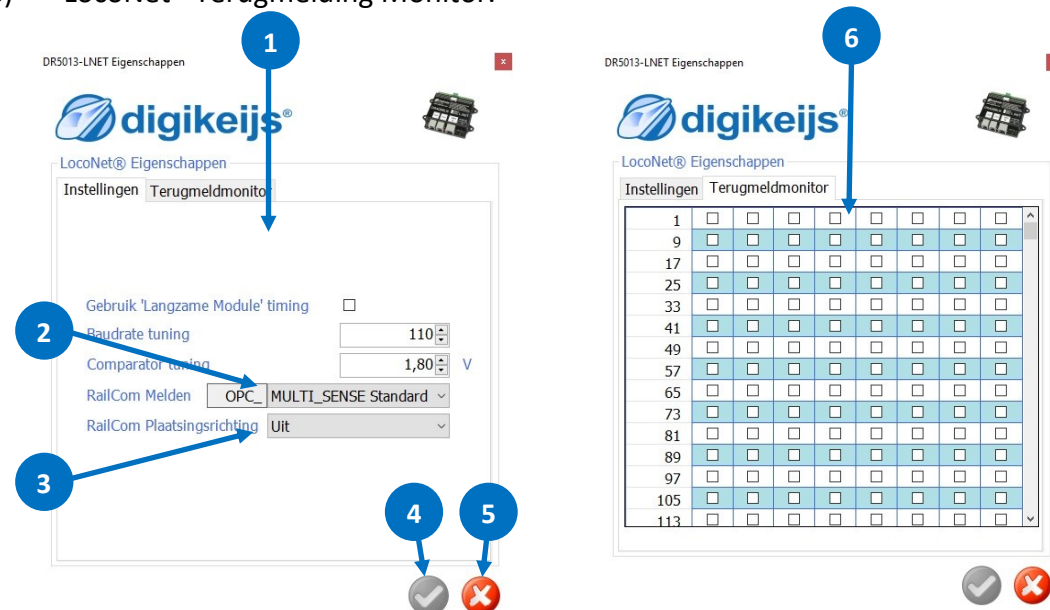 LocoNet® Terugmelding Monitor.
1
6
DR5013-LNET Eigenschappen
x
DR5013-LNET Eigenschappen
digikeijs®
digikeijs®
LocoNet® Eigenschappen
Instellingen Terugmeldmonitor
Gebruik 'Langzame Module' timing
2
Baudrate tuning 110
Comparator tuning 1,80 V
RailCom Melden OPC_ MULTI_SENSE Standard
RailCom Plaatsingsrichting Uit
3
4
5
LocoNet® Eigenschappen
Instellingen Terugmeldmonitor
1
9
17
25
33
41
49
57
65
73
81
89
97
105
113